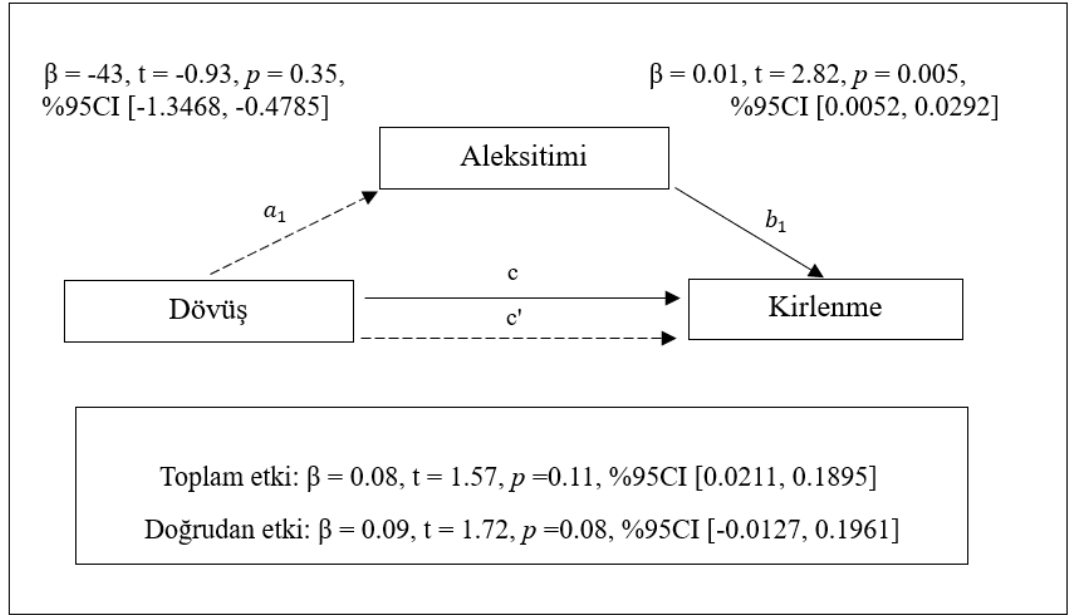 β = -43, t = -0.93, p = 0.35,
%95CI [-1.3468, -0.4785]
β = 0.01, t = 2.82, p = 0.005,
%95CI [0.0052, 0.0292]
Aleksitimi
a₁
b₁
Dövüş
c
c'
Kirlenme
Toplam etki: β = 0.08, t = 1.57, p =0.11, %95CI [0.0211, 0.1895]
Doğrudan etki: β = 0.09, t = 1.72, p =0.08, %95CI [-0.0127, 0.1961]